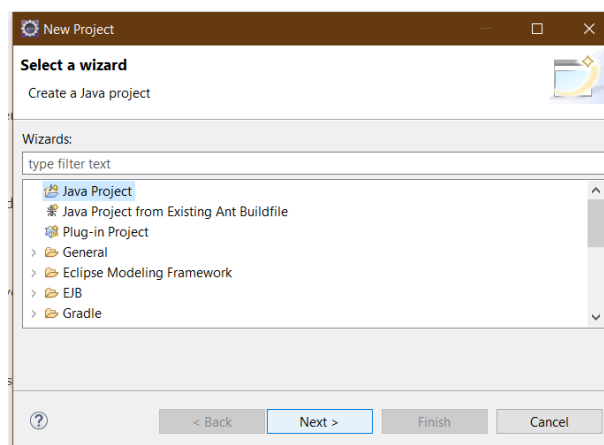 New Project
Select a wizard
Create a Java project
Wizards:
type filter text
Java Project
Java Project from Existing Ant Buildfile
Plug-in Project
General
Eclipse Modeling Framework
EJB
Gradle
? < Back Next > Finish Cancel